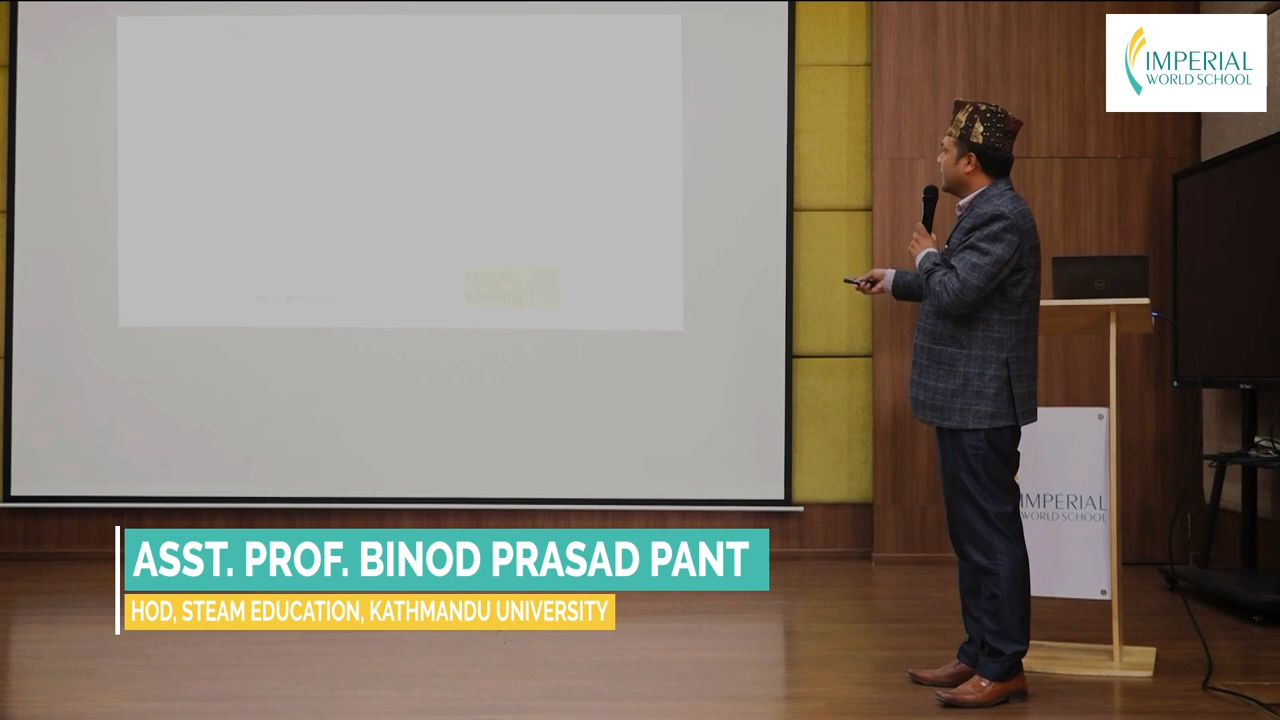 IMPERIAL
WORLD SCHOOL
IMPERIAL
WORLD SCHOOL
ASST. PROF. BINOD PRASAD PANT
HOD, STEAM EDUCATION, KATHMANDU UNIVERSITY